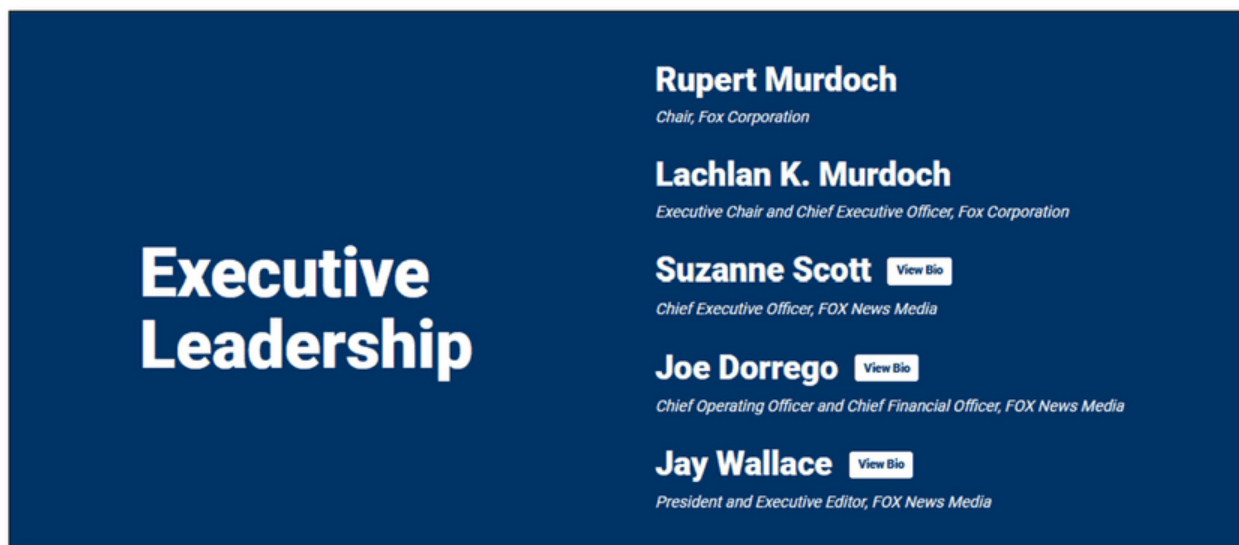 Executive
Leadership
Rupert Murdoch
Chair, Fox Corporation
Lachlan K. Murdoch
Executive Chair and Chief Executive Officer, Fox Corporation
Suzanne Scott View Bio
Chief Executive Officer, FOX News Media
Joe Dorrego View Bio
Chief Operating Officer and Chief Financial Officer, FOX News Media
Jay Wallace View Bio
President and Executive Editor, FOX News Media